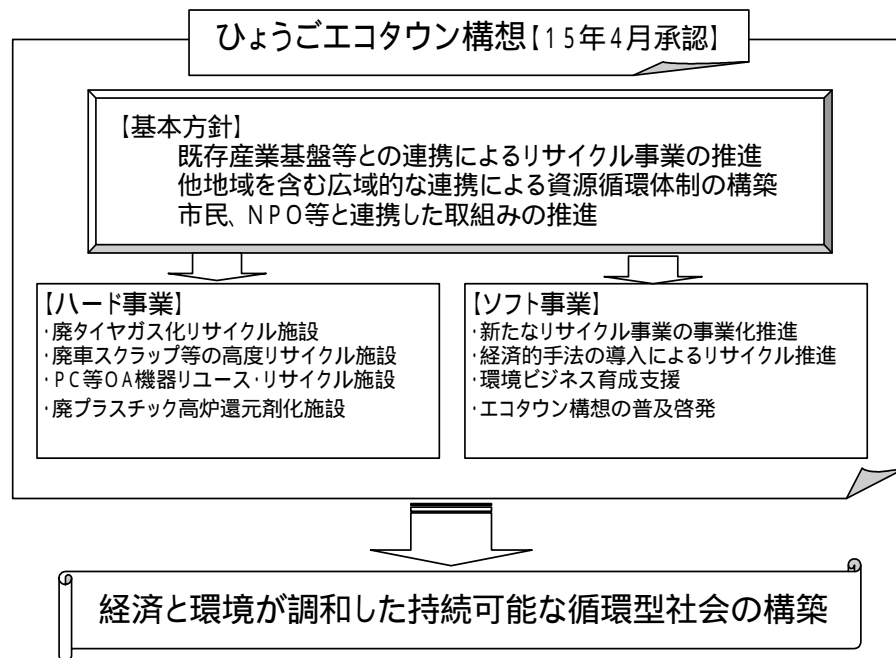 ひょうごエコタウン構想【15年4月承認】
【基本方針】
既存産業基盤等との連携によるリサイクル事業の推進
他地域を含む広域的な連携による資源循環体制の構築
市民、NPO等と連携した取組みの推進
【ハード事業】
・廃タイヤガス化リサイクル施設
・廃車スクラップ等の高度リサイクル施設
・PC等OA機器リユース・リサイクル施設
・廃プラスチック高炉還元剤化施設
【ソフト事業】
・新たなリサイクル事業の事業化推進
・経済的手法の導入によるリサイクル推進
・環境ビジネス育成支援
・エコタウン構想の普及啓発
経済と環境が調和した持続可能な循環型社会の構築